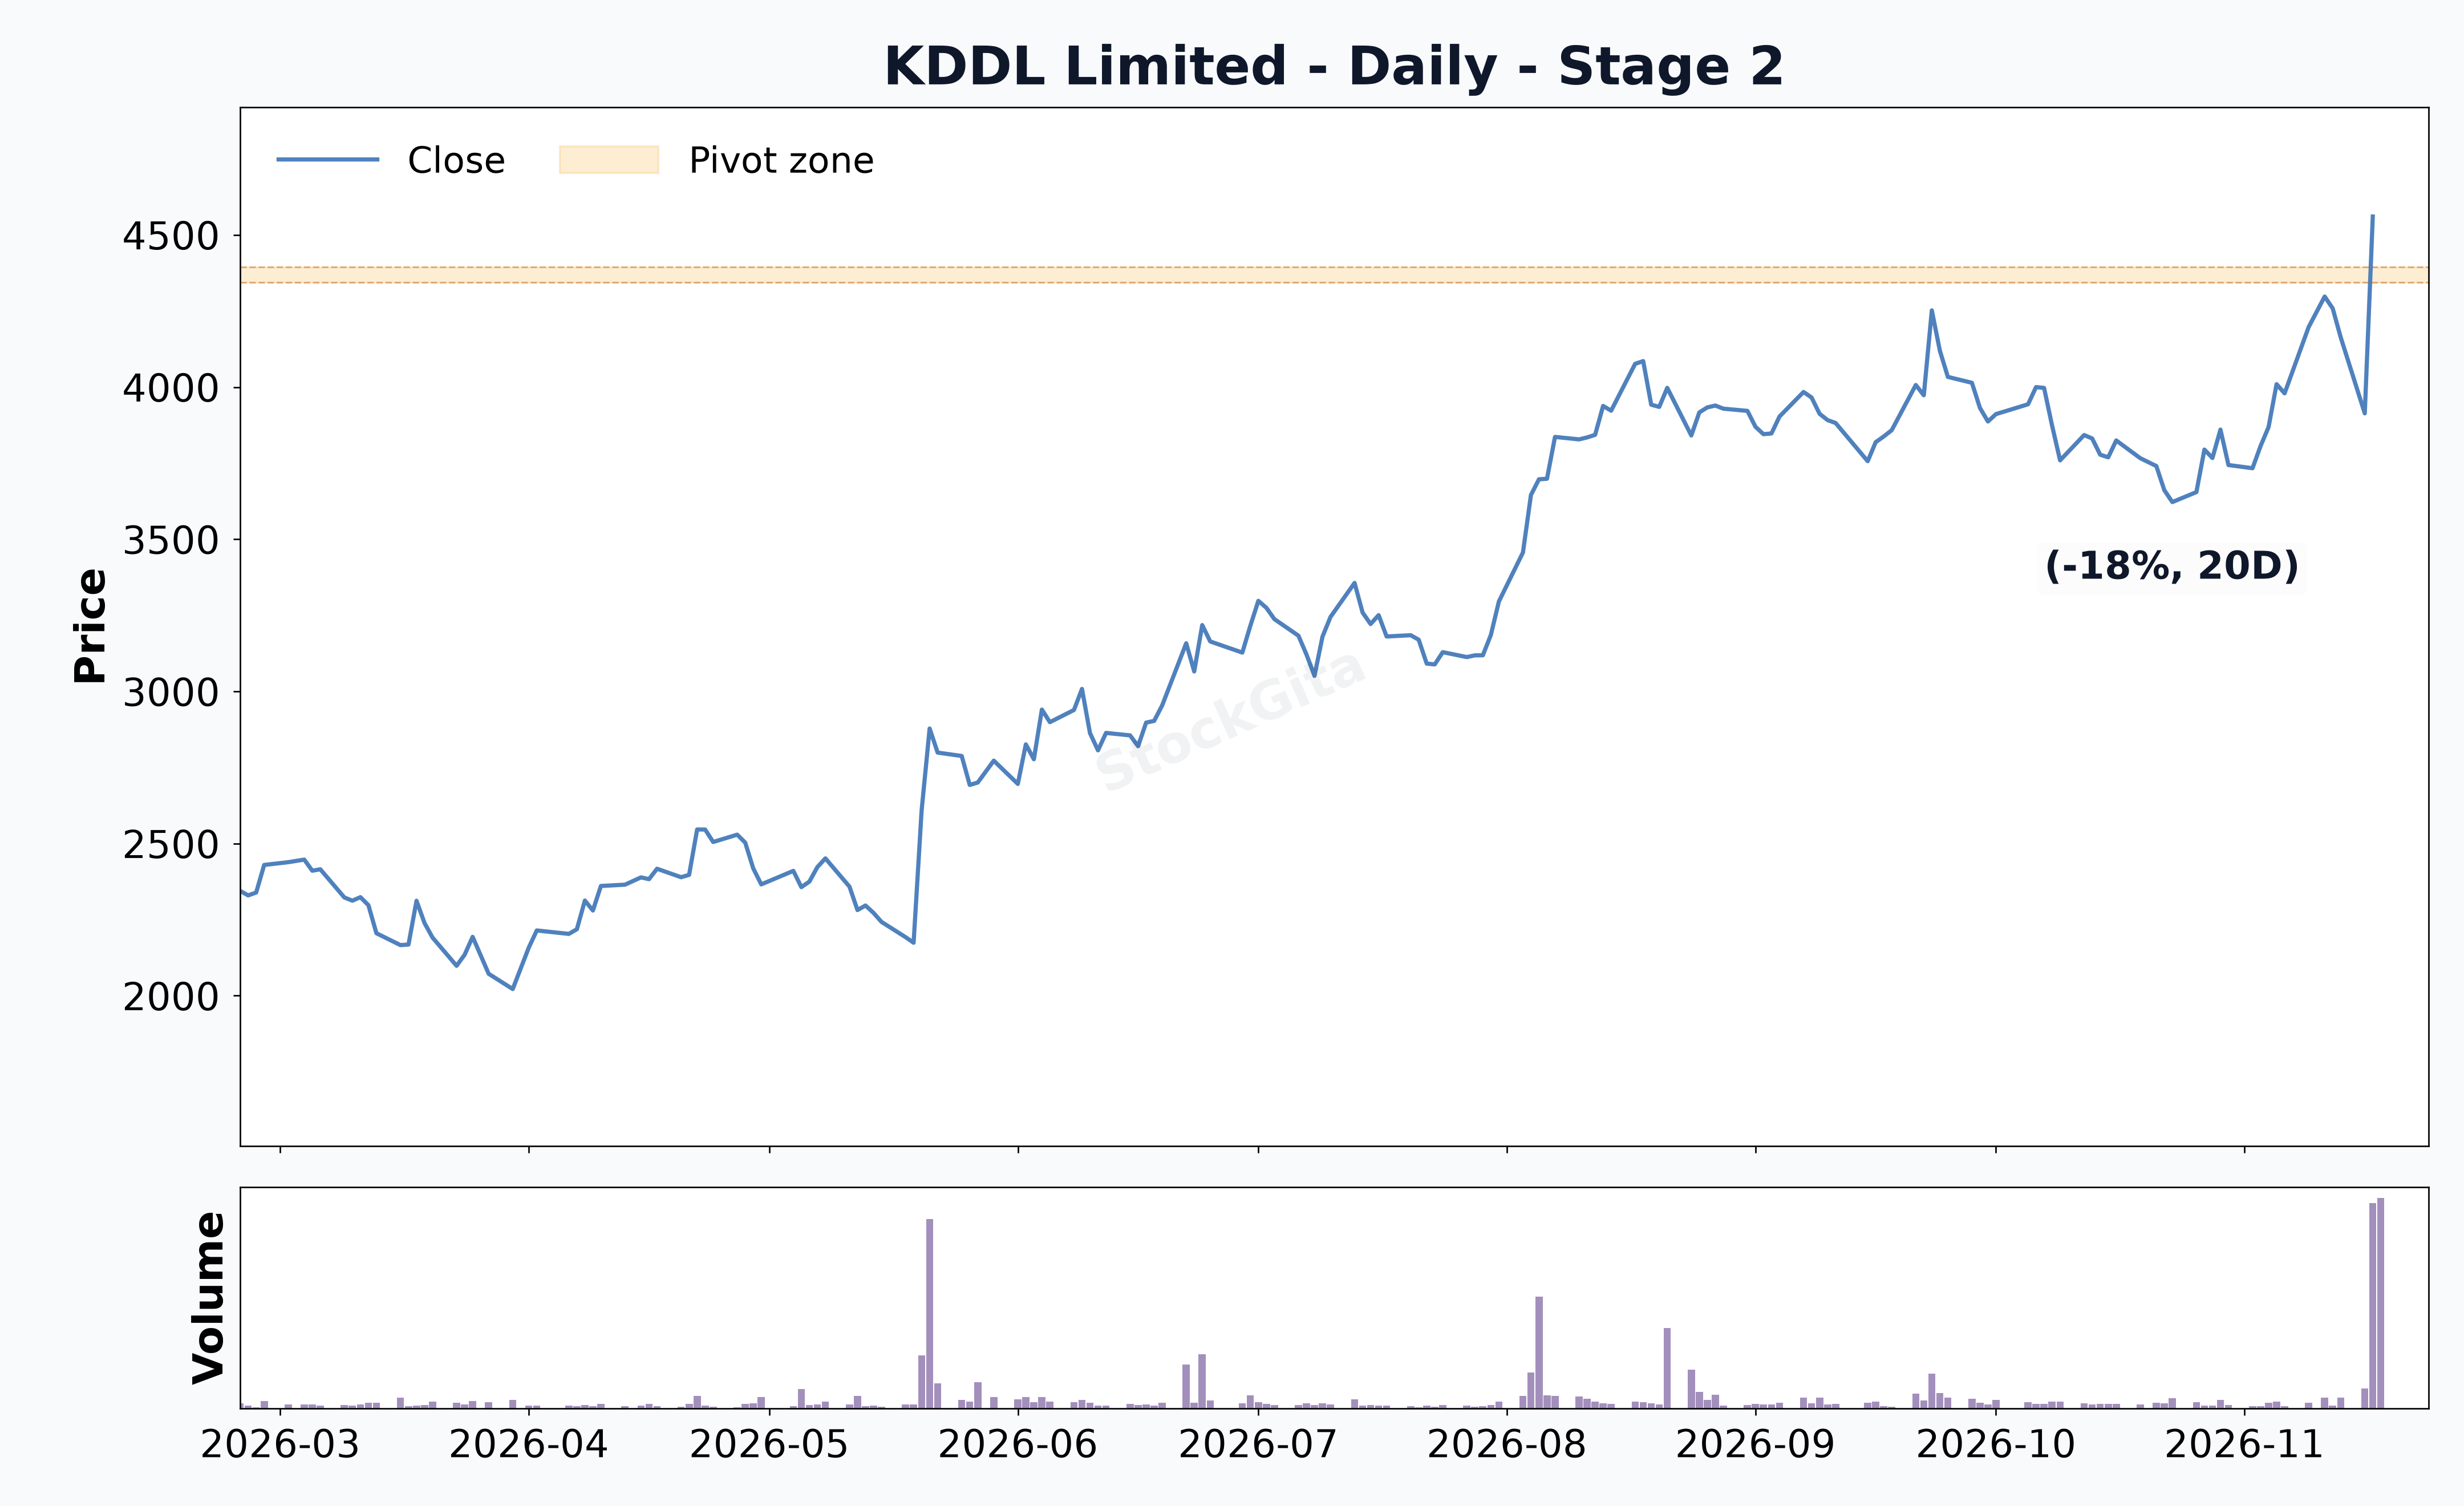 KDDL Limited - Daily - Stage 2
Close
Pivot zone
4500
4000
3500
3000
2500
2000
Price
(-18%, 20D)
StockGita
Volume
2026-03
2026-04
2026-05
2026-06
2026-07
2026-08
2026-09
2026-10
2026-11